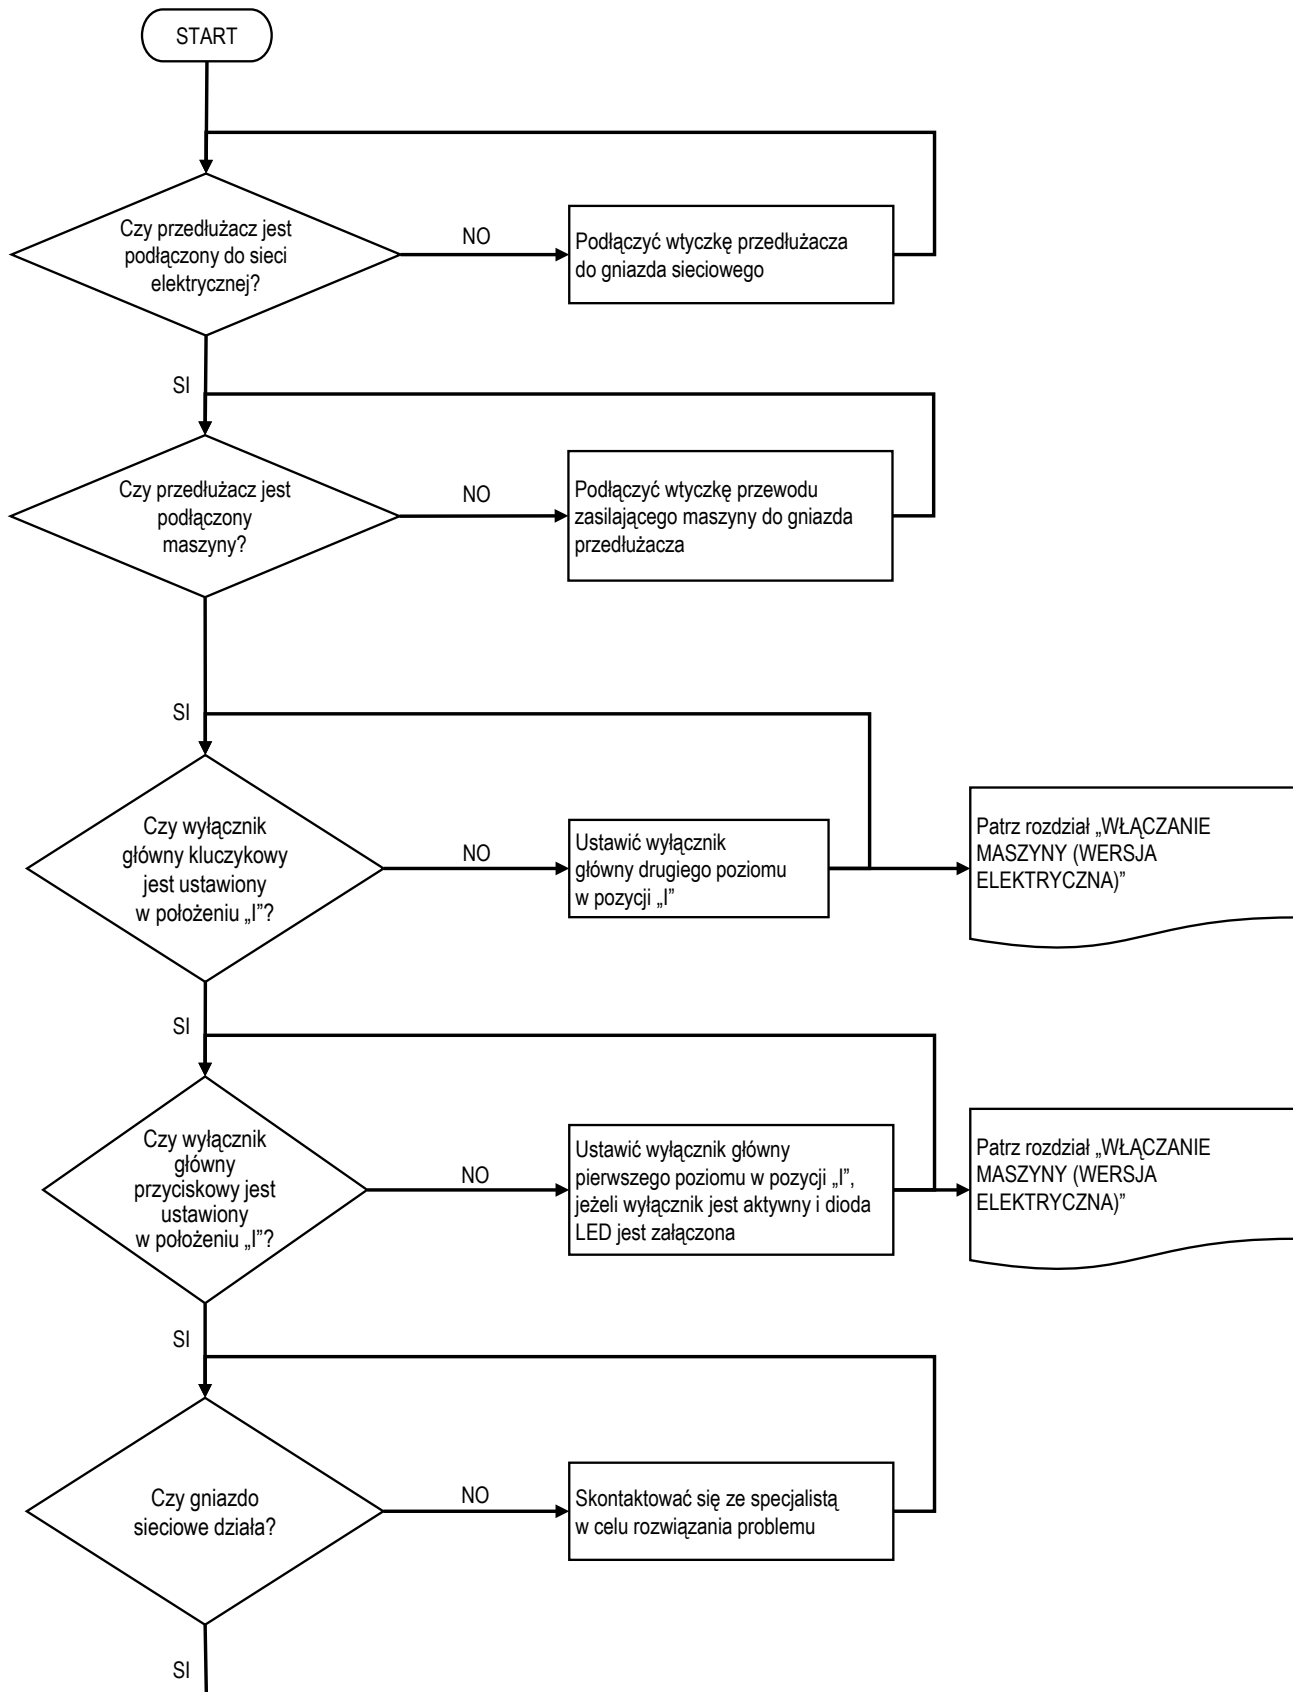 START
Czy przedłużacz jest
podłączony do sieci
elektrycznej?
NO
Podłączyć wtyczkę przedłużacza
do gniazda sieciowego
SI
Czy przedłużacz jest
podłączony
maszyny?
NO
Podłączyć wtyczkę przewodu
zasilającego maszyny do gniazda
przedłużacza
SI
Czy wyłącznik
główny kluczykowy
jest ustawiony
w położeniu „I”?
NO
Ustawić wyłącznik
główny drugiego poziomu
w pozycji „I”
Patrz rozdział „WŁĄCZANIE
MASZYNY (WERSJA
ELEKTRYCZNA)”
SI
Czy wyłącznik
główny
przyciskowy jest
ustawiony
w położeniu „I”?
NO
Ustawić wyłącznik główny
pierwszego poziomu w pozycji „I”,
jeżeli wyłącznik jest aktywny i dioda
LED jest załączona
Patrz rozdział „WŁĄCZANIE
MASZYNY (WERSJA
ELEKTRYCZNA)”
SI
Czy gniazdo
sieciowe działa?
NO
Skontaktować się ze specjalistą
w celu rozwiązania problemu
SI